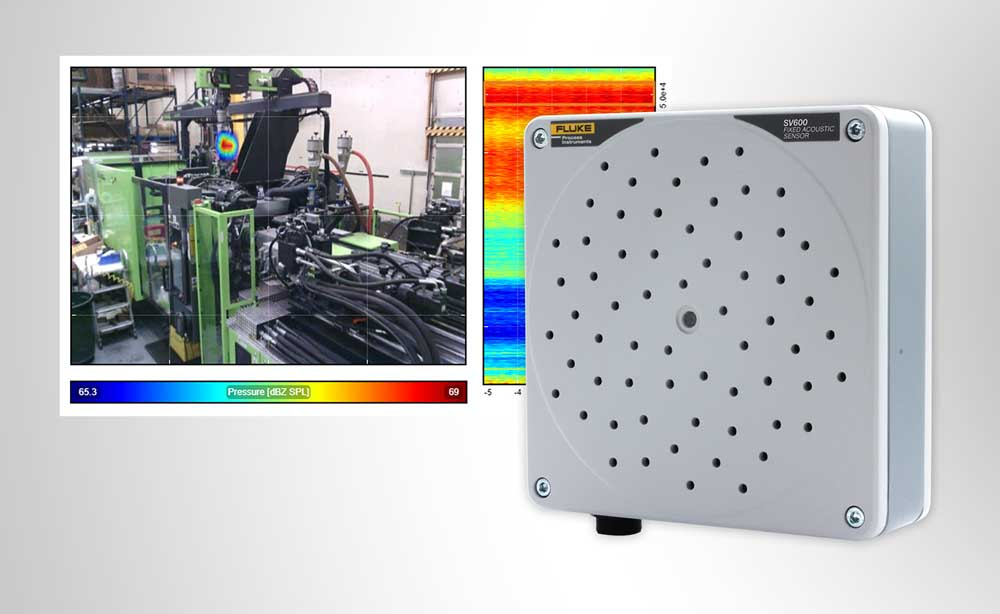 65.3
Pressure [dBZ SPL]
69
5.0e+4
-5
-4
FLUKE
Process
Instruments
SV600
FIXED ACOUSTIC
SENSOR